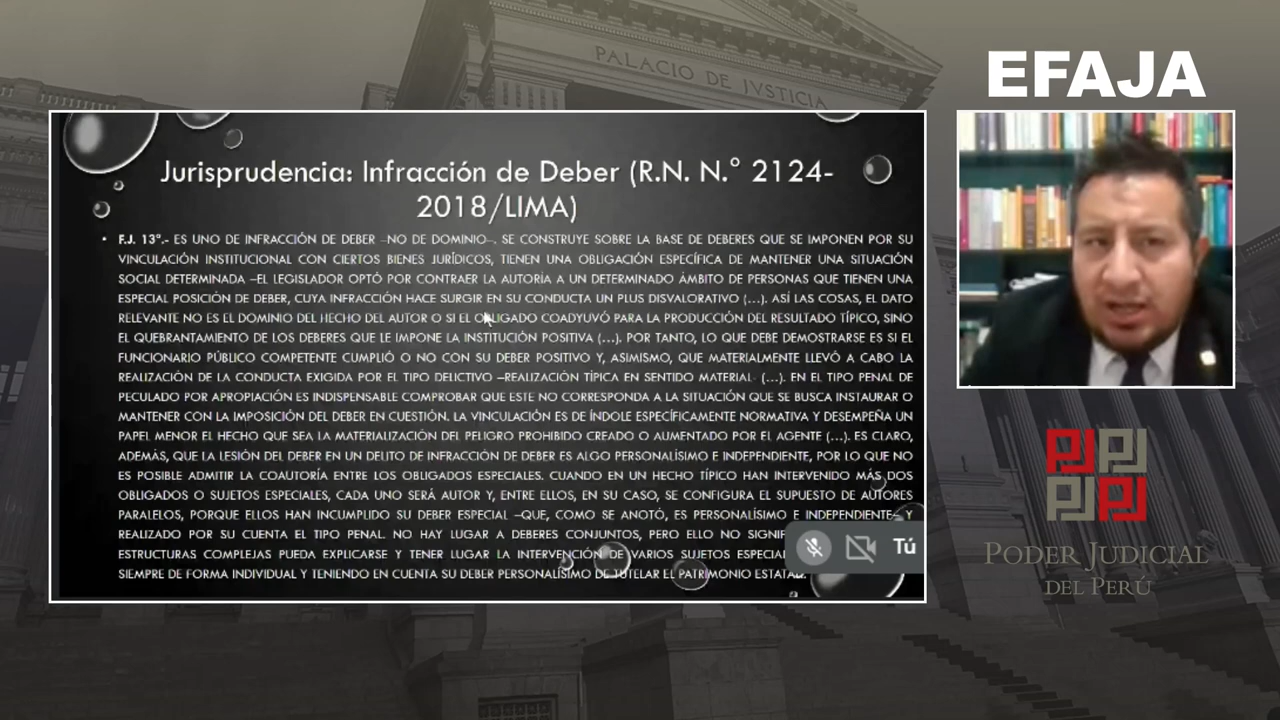 PALACIO DE JVSTICIA
EFAJA
Jurisprudencia: Infracción de Deber (R.N. N.° 2124-
2018/LIMA)
• F.J. 13°.- ES UNO DE INFRACCIÓN DE DEBER –NO DE DOMINIO–. SE CONSTRUYE SOBRE LA BASE DE DEBERES QUE SE IMPONEN POR SU
VINCULACIÓN INSTITUCIONAL CON CIERTOS BIENES JURÍDICOS, TIENEN UNA OBLIGACIÓN ESPECÍFICA DE MANTENER UNA SITUACIÓN
SOCIAL DETERMINADA –EL LEGISLADOR OPTÓ POR CONTRAER LA AUTORÍA A UN DETERMINADO ÁMBITO DE PERSONAS QUE TIENEN UNA
ESPECIAL POSICIÓN DE DEBER, CUYA INFRACCIÓN HACE SURGIR EN SU CONDUCTA UN PLUS DISVALORATIVO (...). ASÍ LAS COSAS, EL DATO
RELEVANTE NO ES EL DOMINIO DEL HECHO DEL AUTOR O SI EL OBLIGADO COADYUVÓ PARA LA PRODUCCIÓN DEL RESULTADO TÍPICO, SINO
EL QUEBRANTAMIENTO DE LOS DEBERES QUE LE IMPONE LA INSTITUCIÓN POSITIVA (...). POR TANTO, LO QUE DEBE DEMOSTRARSE ES SI EL
FUNCIONARIO PÚBLICO COMPETENTE CUMPLIÓ O NO CON SU DEBER POSITIVO Y, ASIMISMO, QUE MATERIALMENTE LLEVÓ A CABO LA
REALIZACIÓN DE LA CONDUCTA EXIGIDA POR EL TIPO DELICTIVO –REALIZACIÓN TÍPICA EN SENTIDO MATERIAL– (...). EN EL TIPO PENAL DE
PECULADO POR APROPIACIÓN ES INDISPENSABLE COMPROBAR QUE ESTE NO CORRESPONDA A LA SITUACIÓN QUE SE BUSCA INSTAURAR O
MANTENER CON LA IMPOSICIÓN DEL DEBER EN CUESTIÓN. LA VINCULACIÓN ES DE ÍNDOLE ESPECÍFICAMENTE NORMATIVA Y DESEMPEÑA UN
PAPEL MENOR EL HECHO QUE SEA LA MATERIALIZACIÓN DEL PELIGRO PROHIBIDO CREADO O AUMENTADO POR EL AGENTE (...). ES CLARO,
ADEMÁS, QUE LA LESIÓN DEL DEBER EN UN DELITO DE INFRACCIÓN DE DEBER ES ALGO PERSONALÍSIMO E INDEPENDIENTE, POR LO QUE NO
ES POSIBLE ADMITIR LA COAUTORÍA ENTRE LOS OBLIGADOS ESPECIALES. CUANDO EN UN HECHO TÍPICO HAN INTERVENIDO MÁS DOS
OBLIGADOS O SUJETOS ESPECIALES, CADA UNO SERÁ AUTOR Y, ENTRE ELLOS, EN SU CASO, SE CONFIGURA EL SUPUESTO DE AUTORES
PARALELOS, PORQUE ELLOS HAN INCUMPLIDO SU DEBER ESPECIAL –QUE, COMO SE ANOTÓ, ES PERSONALÍSIMO E INDEPENDIENTE– Y
REALIZADO POR SU CUENTA EL TIPO PENAL. NO HAY LUGAR A DEBERES CONJUNTOS, PERO ELLO NO SIGNIF
ESTRUCTURAS COMPLEJAS PUEDA EXPLICARSE Y TENER LUGAR LA INTERVENCIÓN DE VARIOS SUJETOS ESPECIAL
SIEMPRE DE FORMA INDIVIDUAL Y TENIENDO EN CUENTA SU DEBER PERSONALÍSIMO DE TUTELAR EL PATRIMONIO ESTATAL.
Tú
PODER JUDICIAL
DEL PERÚ